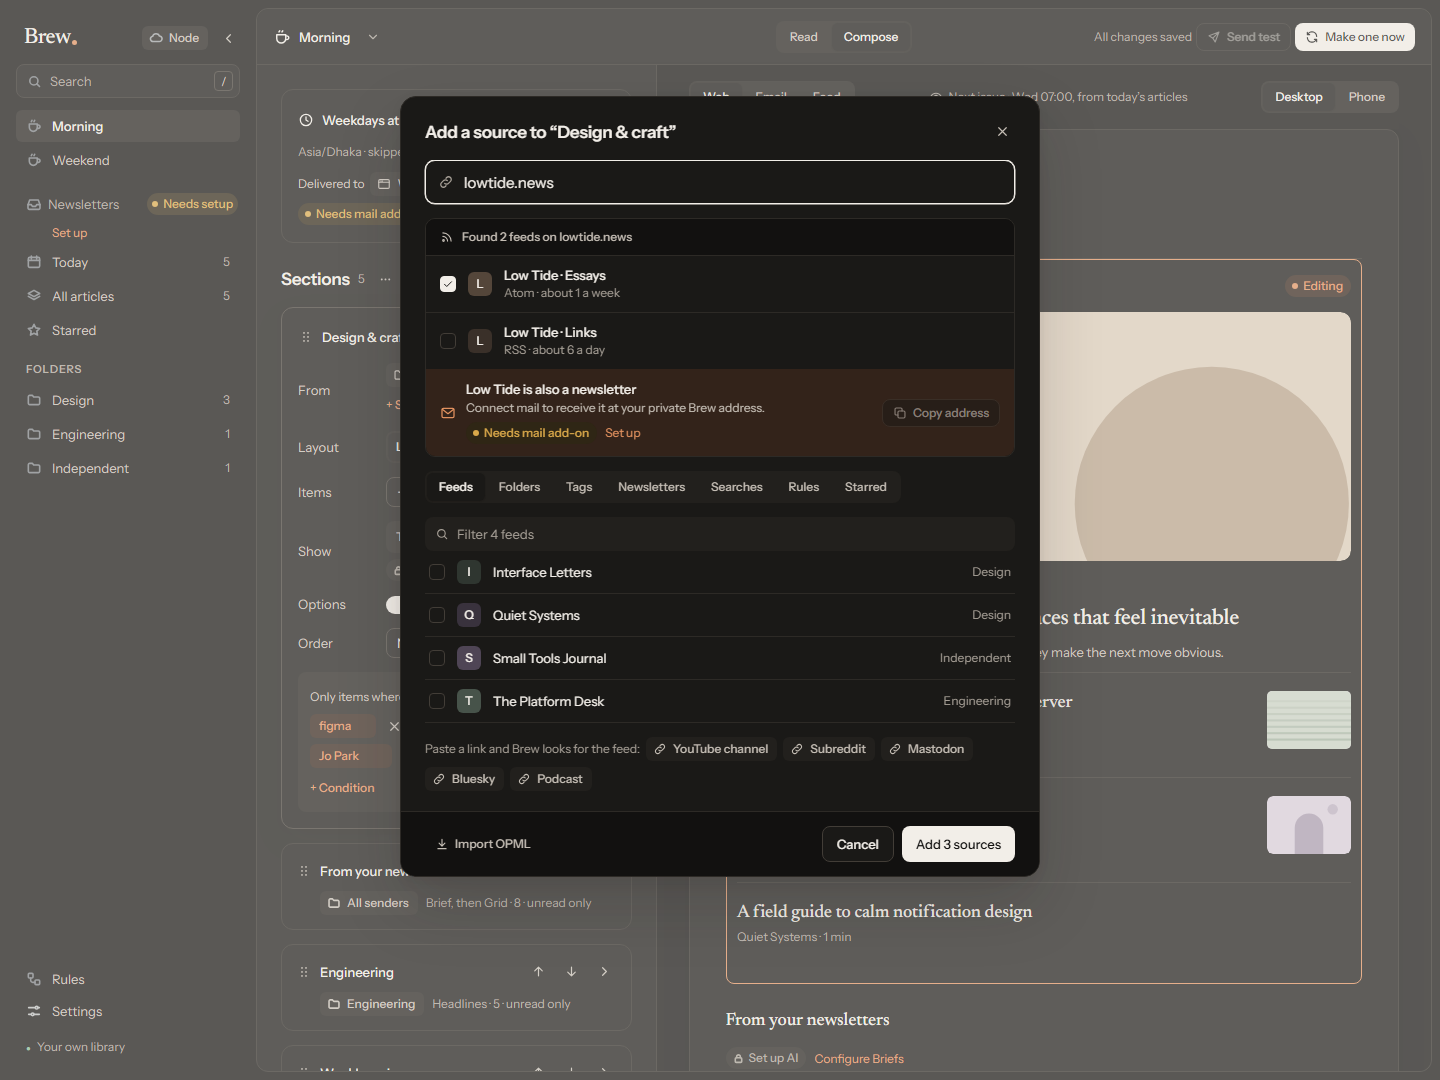 Brew.
Node
Search
/
Morning
Weekend
Newsletters
Needs setup
Set up
Today 5
All articles 5
Starred
FOLDERS
Design 3
Engineering 1
Independent 1
Rules
Settings
Your own library
Morning
Read
Compose
All changes saved
Send test
Make one now
Weekdays at
Asia/Dhaka · skippe
Delivered to
Needs mail add
Sections 5
Design & cra
From
Layout
Items
Show
Options
Order
Only items where
figma
Jo Park
+ Condition
From your new
All senders
Brief, then Grid · 8 · unread only
Engineering
Engineering
Headlines · 5 · unread only
Wed 07:00, from today's articles
Desktop
Phone
Editing
ces that feel inevitable
ey make the next move obvious.
erver
A field guide to calm notification design
Quiet Systems · 1 min
From your newsletters
Set up AI
Configure Briefs
Add a source to “Design & craft”
lowtide.news
Found 2 feeds on lowtide.news
L
Low Tide · Essays
Atom · about 1 a week
L
Low Tide · Links
RSS · about 6 a day
Low Tide is also a newsletter
Connect mail to receive it at your private Brew address.
Needs mail add-on
Set up
Copy address
Feeds
Folders
Tags
Newsletters
Searches
Rules
Starred
Filter 4 feeds
I Interface Letters Design
Q Quiet Systems Design
S Small Tools Journal Independent
T The Platform Desk Engineering
Paste a link and Brew looks for the feed:
YouTube channel
Subreddit
Mastodon
Bluesky
Podcast
Import OPML
Cancel
Add 3 sources